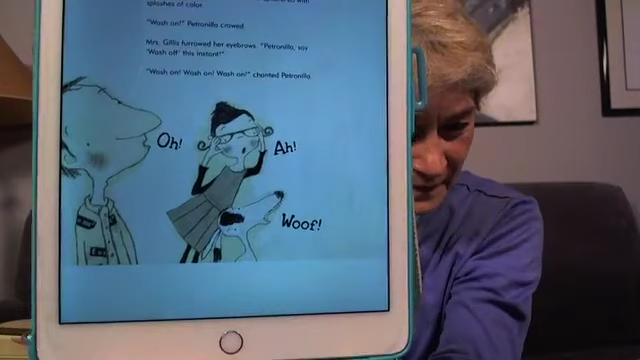 splashes of color.
"Wash on!" Petronilla crowed.
Mrs. Gillis furrowed her eyebrows. "Petronilla, say
'Wash off' this instant!"
"Wash on! Wash on! Wash on!" chanted Petronilla.
Oh!
Ah!
Woof!